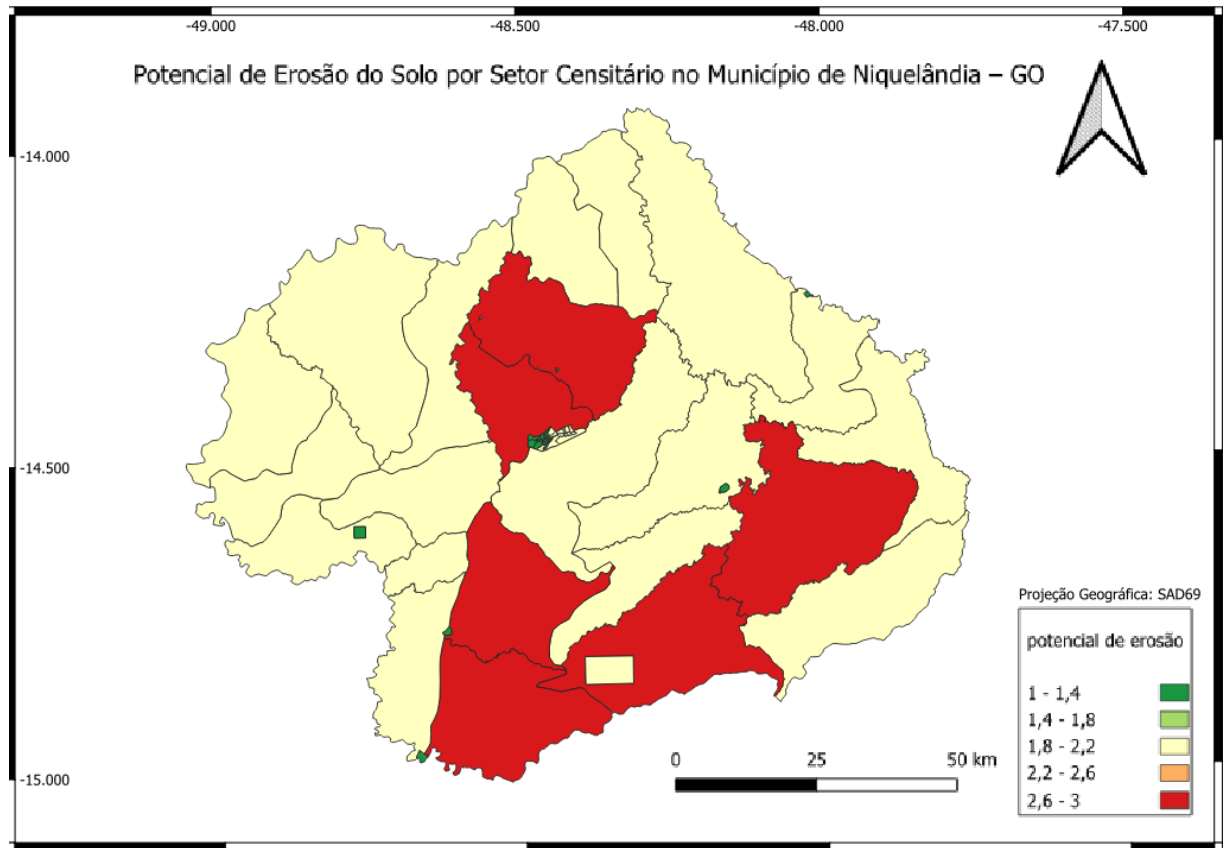 -49.000 -48.500 -48.000 -47.500
Potencial de Erosão do Solo por Setor Censitário no Município de Niquelândia – GO
-14.000
-14.500
-15.000
Projeção Geográfica: SAD69
potencial de erosão
1 - 1,4
1,4 - 1,8
1,8 - 2,2
2,2 - 2,6
2,6 - 3
0 25 50 km